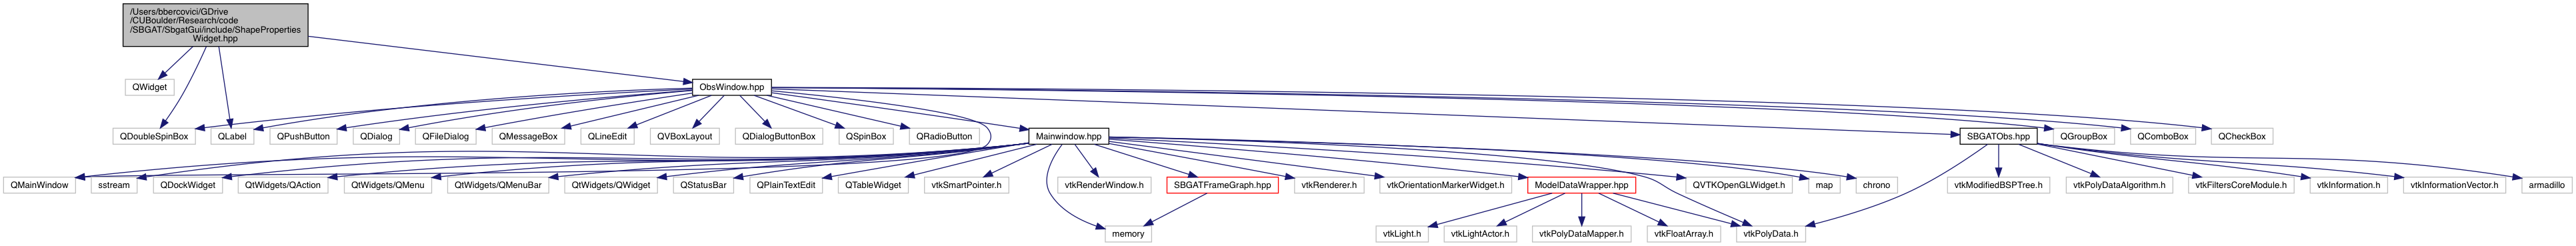 /Users/bbercovici/GDrive
/CUBoulder/Research/code
/SBGAT/SbgatGui/include/ShapeProperties
Widget.hpp
QWidget
ObsWindow.hpp
QDoubleSpinBox
QLabel
QPushButton
QDialog
QFileDialog
QMessageBox
QLineEdit
QVBoxLayout
QDialogButtonBox
QSpinBox
QRadioButton
Mainwindow.hpp
SBGATObs.hpp
QGroupBox
QComboBox
QCheckBox
QMainWindow
sstream
QDockWidget
QtWidgets/QAction
QtWidgets/QMenu
QtWidgets/QMenuBar
QtWidgets/QWidget
QStatusBar
QPlainTextEdit
QTableWidget
vtkSmartPointer.h
vtkRenderWindow.h
SBGATFrameGraph.hpp
vtkRenderer.h
vtkOrientationMarkerWidget.h
ModelDataWrapper.hpp
QVTKOpenGLWidget.h
map
chrono
vtkModifiedBSPTree.h
vtkPolyDataAlgorithm.h
vtkFiltersCoreModule.h
vtkInformation.h
vtkInformationVector.h
armadillo
memory
vtkLight.h
vtkLightActor.h
vtkPolyDataMapper.h
vtkFloatArray.h
vtkPolyData.h